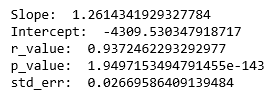 Slope:  1.2614341929327784
Intercept:  -4309.530347918717
r_value:  0.9372462293292977
p_value:  1.9497153494791455e-143
std_err:  0.02669586409139484